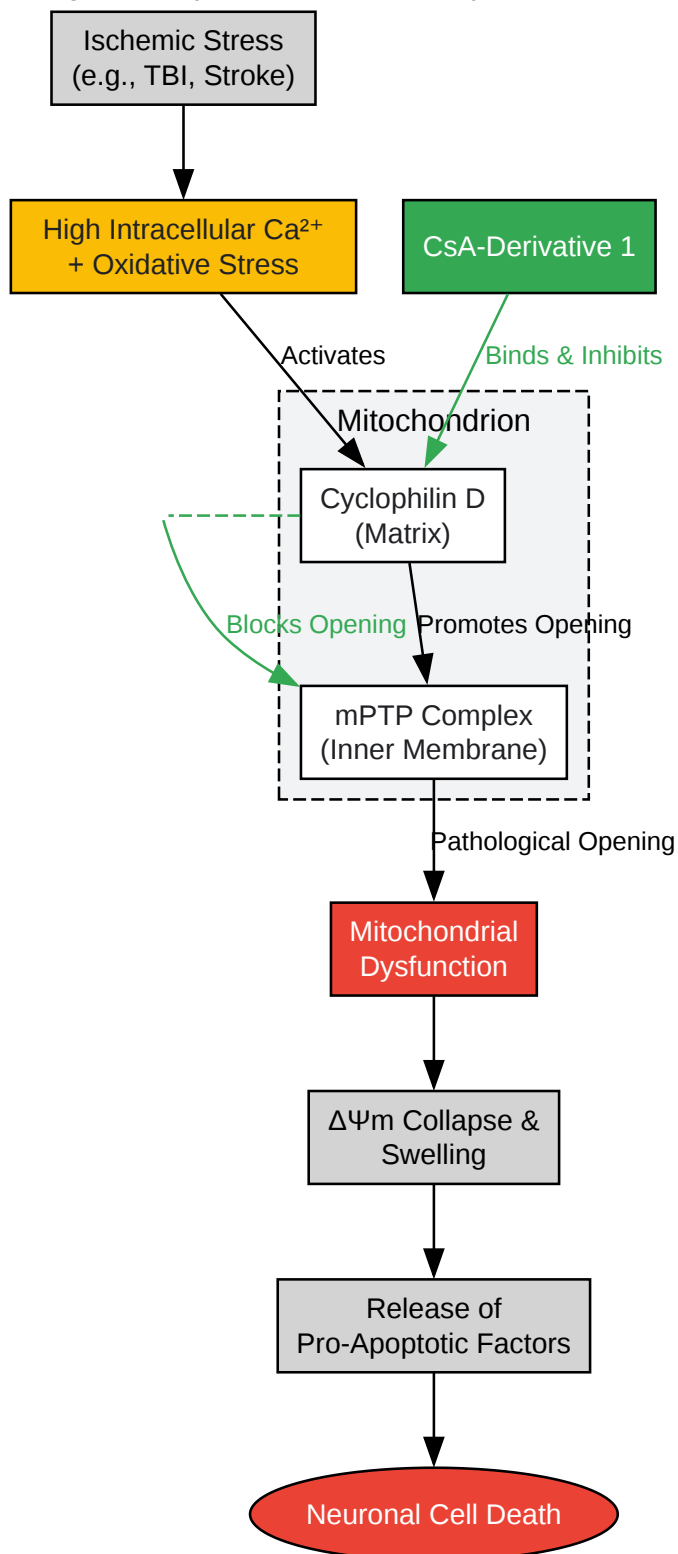 Ischemic Stress
(e.g., TBI, Stroke)
High Intracellular Ca²⁺
+ Oxidative Stress
CsA-Derivative 1
Activates
Binds & Inhibits
Mitochondrion
Cyclophilin D
(Matrix)
Blocks Opening
Promotes Opening
mPTP Complex
(Inner Membrane)
Pathological Opening
Mitochondrial
Dysfunction
ΔΨm Collapse &
Swelling
Release of
Pro-Apoptotic Factors
Neuronal Cell Death